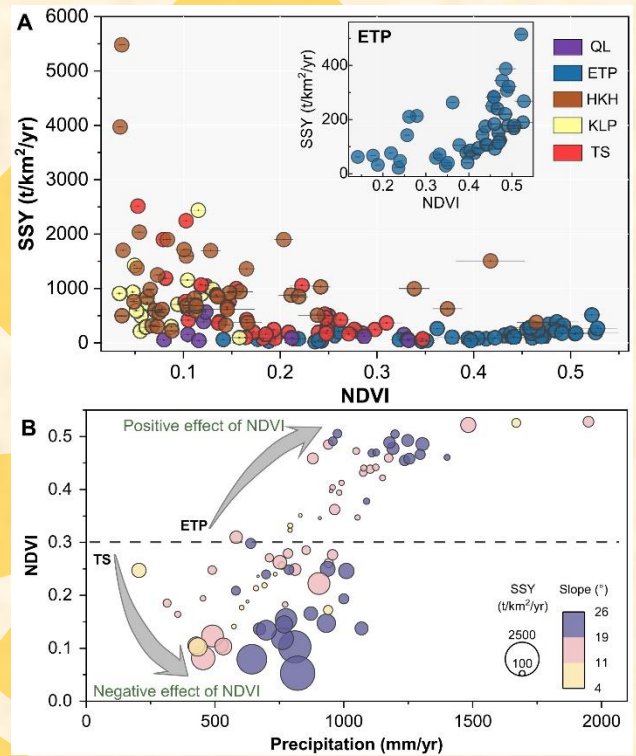 A
6000
5000
4000
3000
2000
1000
0
SSY (t/km²/yr)
0.1
0.2
0.3
0.4
0.5
NDVI
ETP
SSY (t/km²/yr)
400
200
0
0.2
0.3
0.4
0.5
NDVI
QL
ETP
HKH
KLP
TS
B
Positive effect of NDVI
ETP
TS
Negative effect of NDVI
NDVI
0.5
0.4
0.3
0.2
0.1
0.0
0
500
1000
1500
2000
Precipitation (mm/yr)
SSY
(t/km²/yr)
2500
100
Slope (°)
26
19
11
4